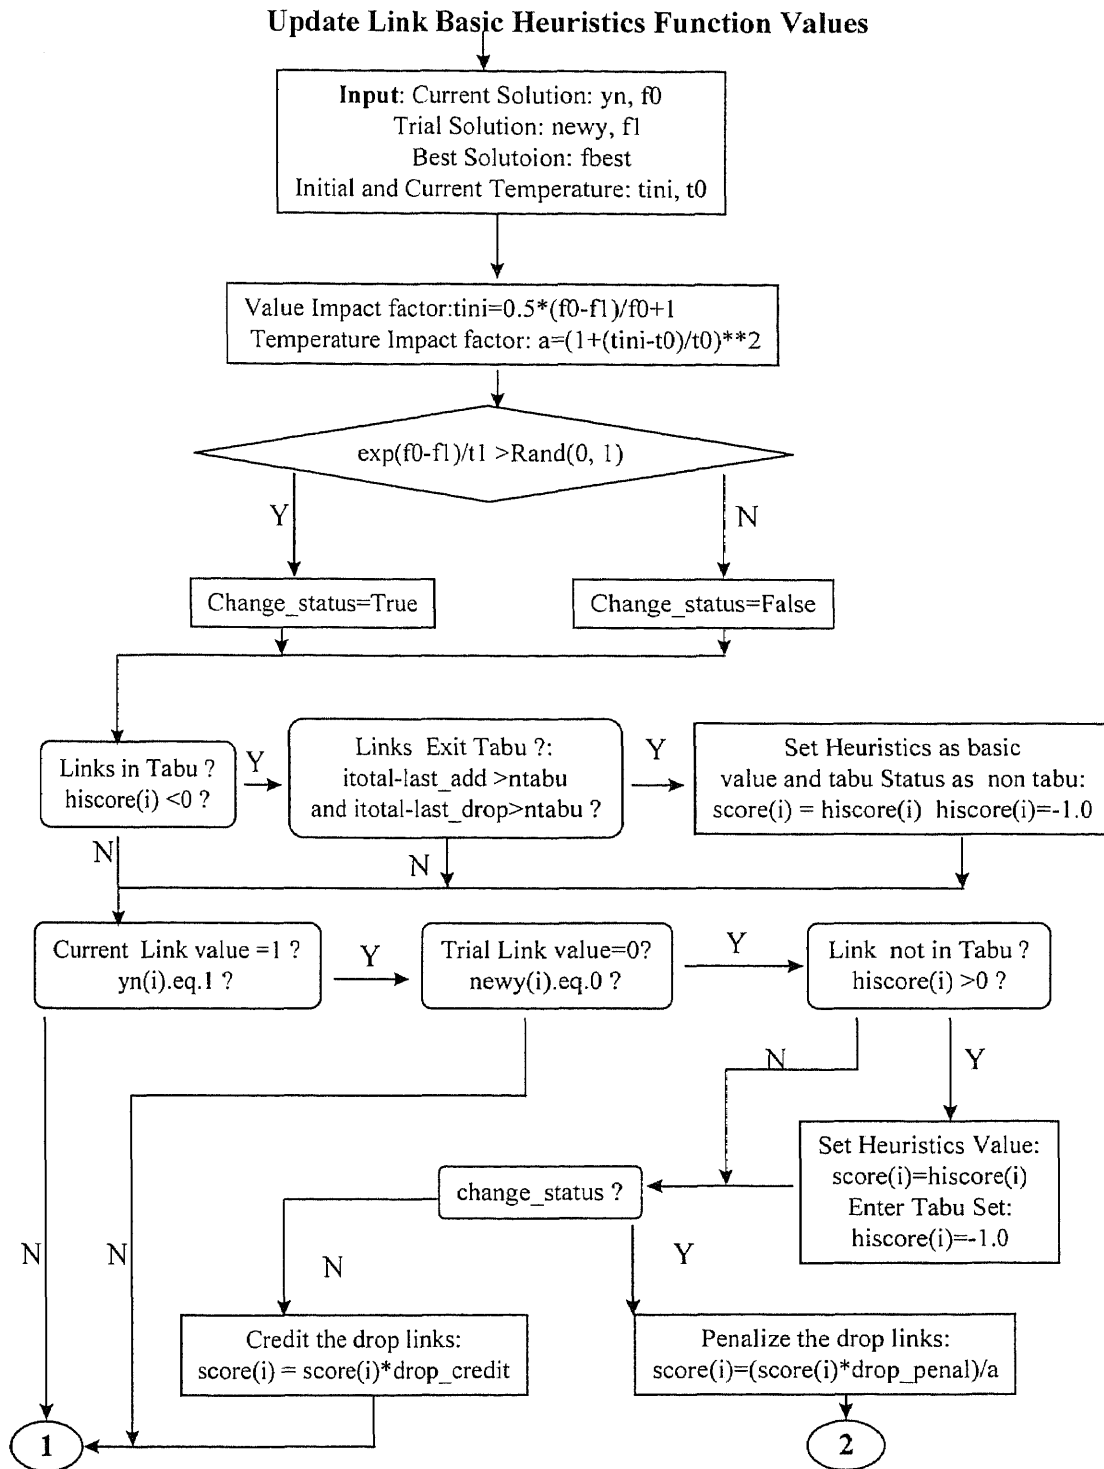 Update Link Basic Heuristics Function Values
Input: Current Solution: yn, f0
Trial Solution: newy, f1
Best Solutoion: fbest
Initial and Current Temperature: tini, t0
Value Impact factor:tini=0.5*(f0-f1)/f0+1
Temperature Impact factor: a=(1+(tini-t0)/t0)**2
exp(f0-f1)/t1 >Rand(0, 1)
Y
N
Change_status=True
Change_status=False
Links in Tabu ?
hiscore(i) <0 ?
Y
Links Exit Tabu ?:
itotal-last_add >ntabu
and itotal-last_drop>ntabu ?
Y
Set Heuristics as basic
value and tabu Status as non tabu:
score(i) = hiscore(i) hiscore(i)=-1.0
N
N
Current Link value =1 ?
yn(i).eq.1 ?
Y
Trial Link value=0?
newy(i).eq.0 ?
Y
Link not in Tabu ?
hiscore(i) >0 ?
N
Y
Set Heuristics Value:
score(i)=hiscore(i)
Enter Tabu Set:
hiscore(i)=-1.0
change_status ?
N
N
N
Y
Credit the drop links:
score(i) = score(i)*drop_credit
Penalize the drop links:
score(i)=(score(i)*drop_penal)/a
1
2